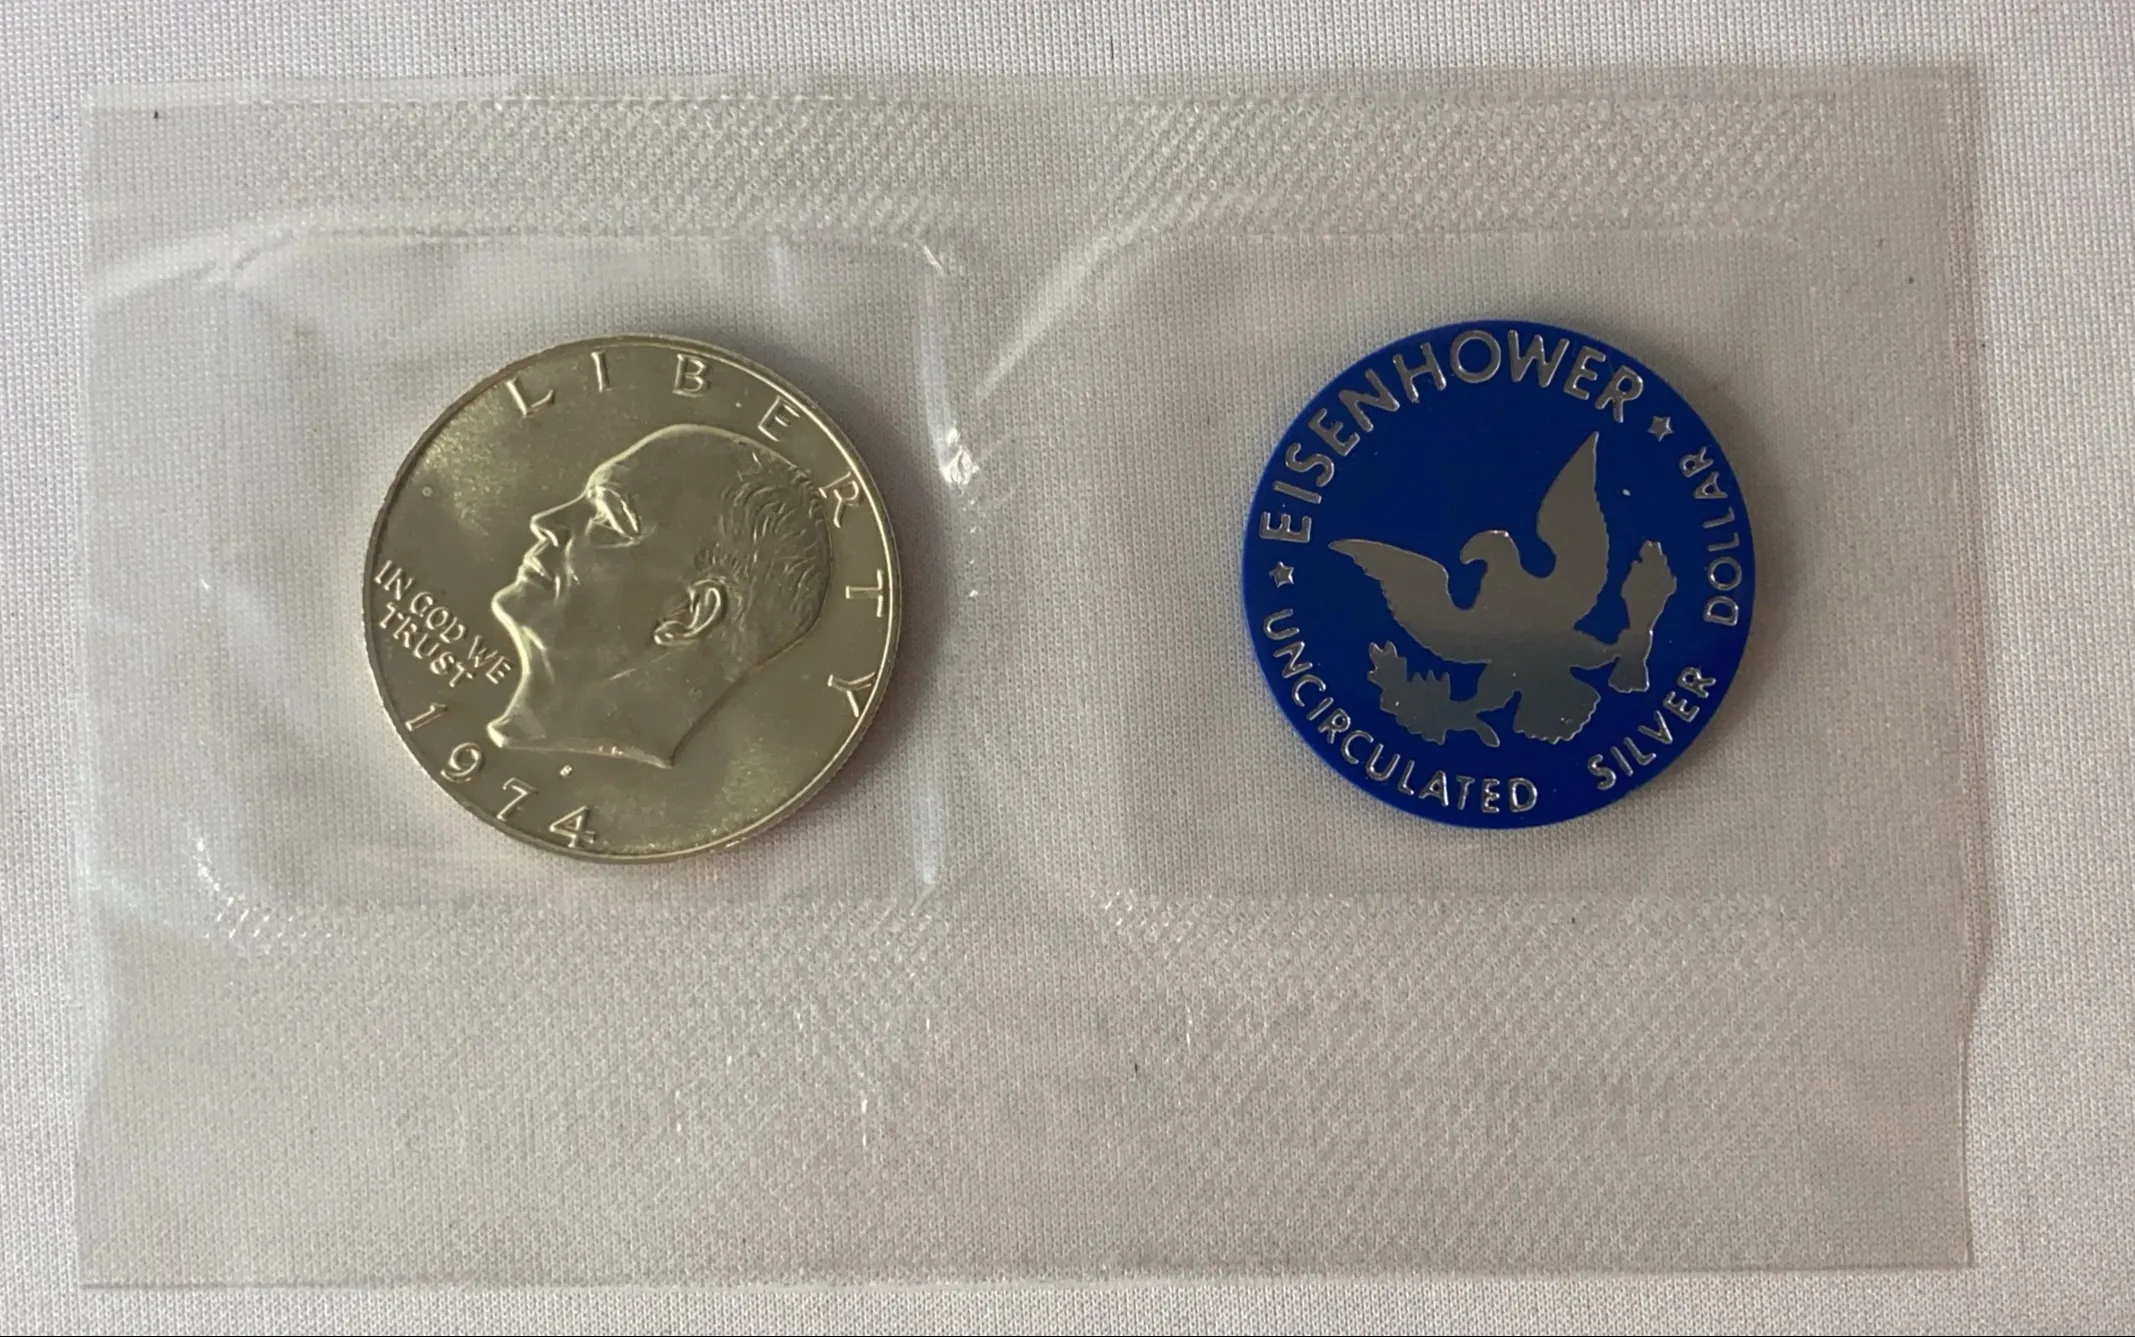 LIBERTY
IN GOD WE
TRUST
1974
EISENHOWER
UNCIRCULATED SILVER DOLLAR